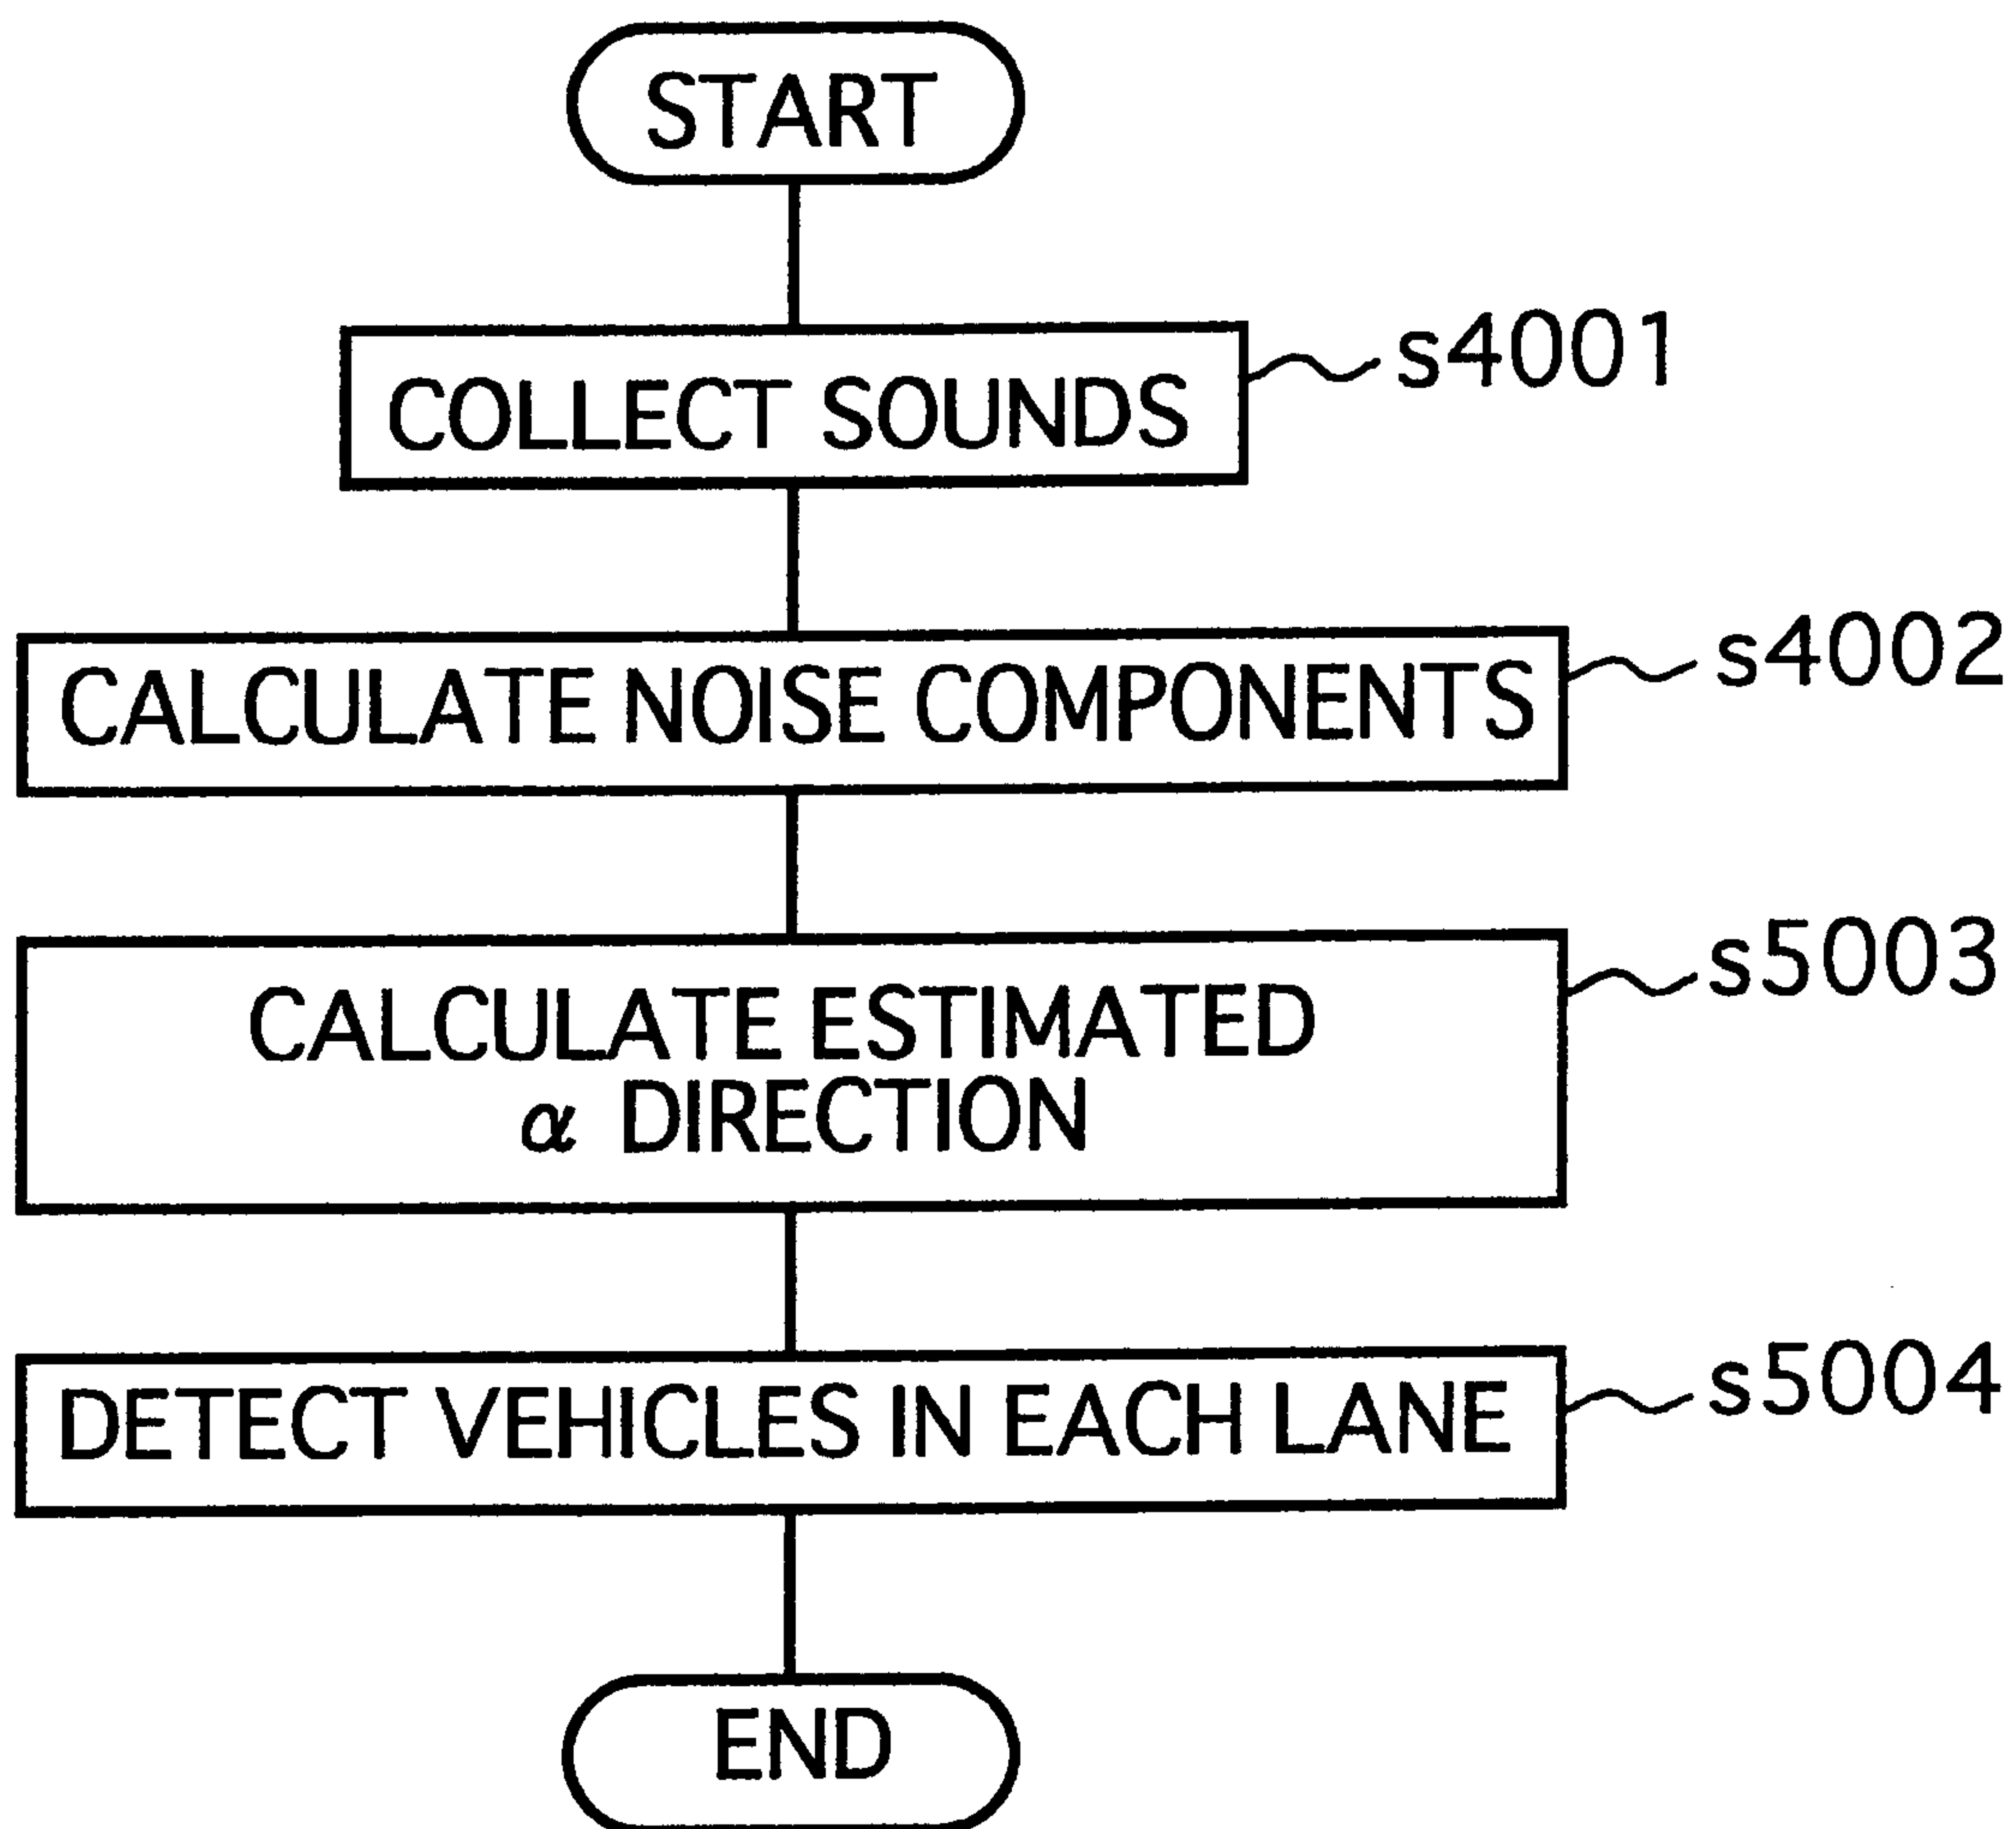 START
COLLECT SOUNDS
s4001
CALCULATE NOISE COMPONENTS
s4002
CALCULATE ESTIMATED
α DIRECTION
s5003
DETECT VEHICLES IN EACH LANE
s5004
END